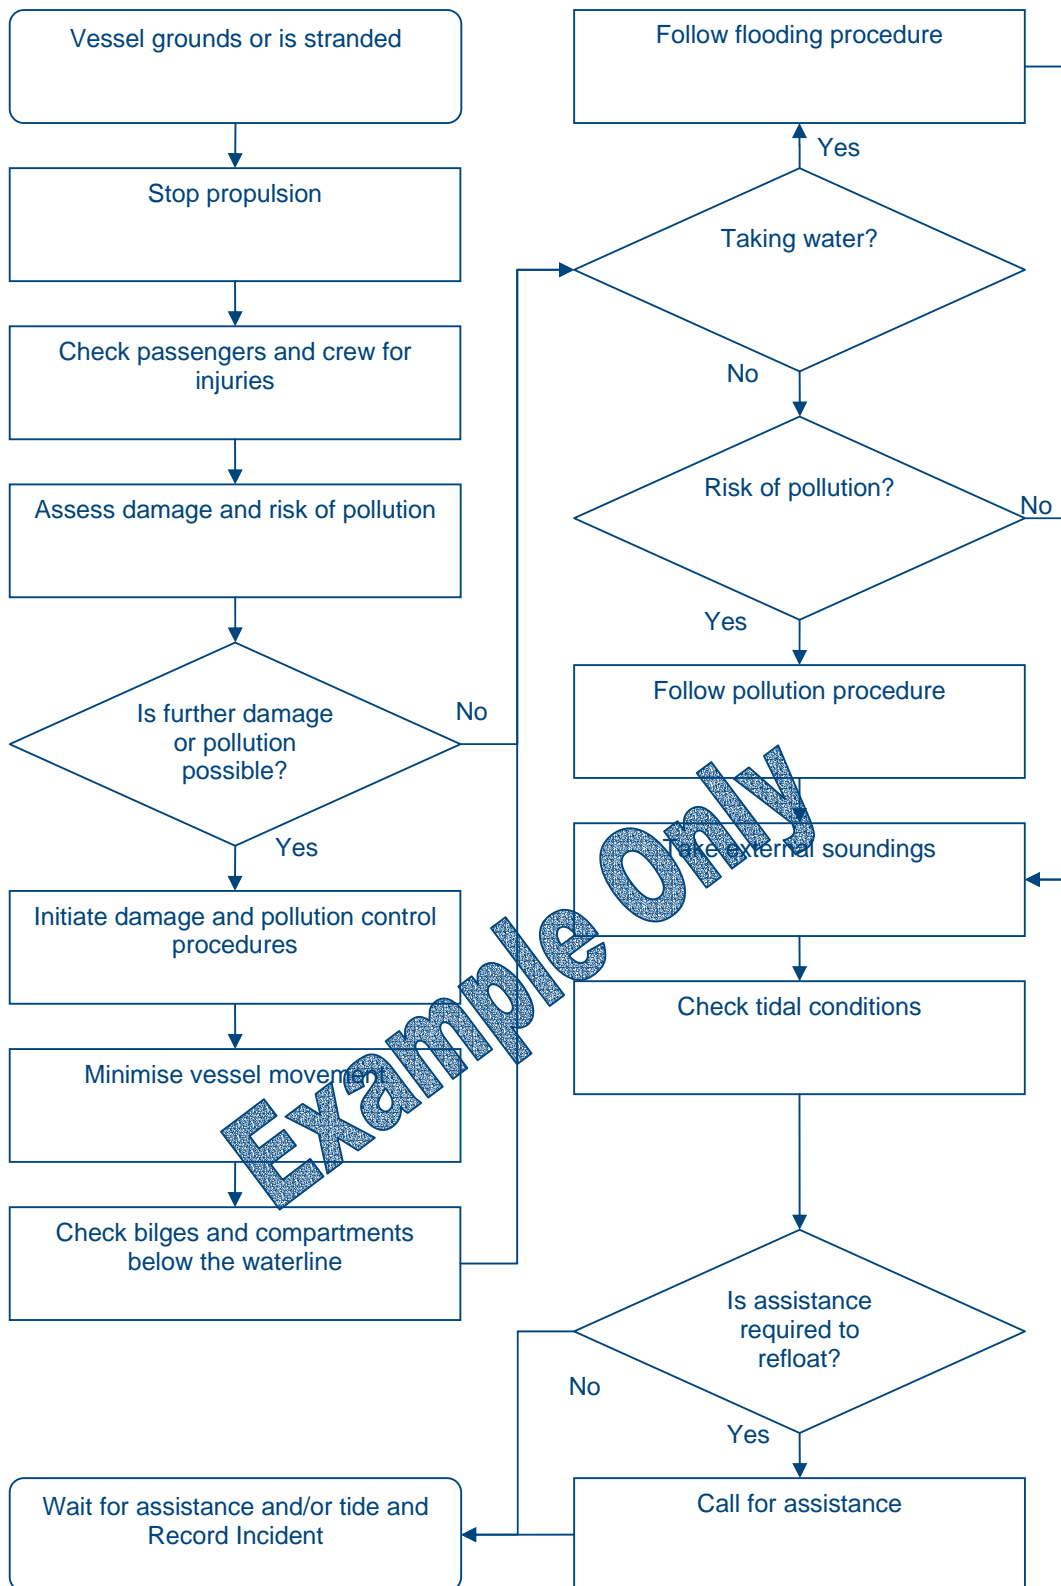 Vessel grounds or is stranded
Stop propulsion
Check passengers and crew for
injuries
Assess damage and risk of pollution
Is further damage
or pollution
possible?
No
Yes
Initiate damage and pollution control
procedures
Minimise vessel movement
Check bilges and compartments
below the waterline
Follow flooding procedure
Yes
Taking water?
No
Risk of pollution?
No
Yes
Follow pollution procedure
Take external soundings
Check tidal conditions
Is assistance
required to
refloat?
No
Yes
Call for assistance
Wait for assistance and/or tide and
Record Incident
Example Only